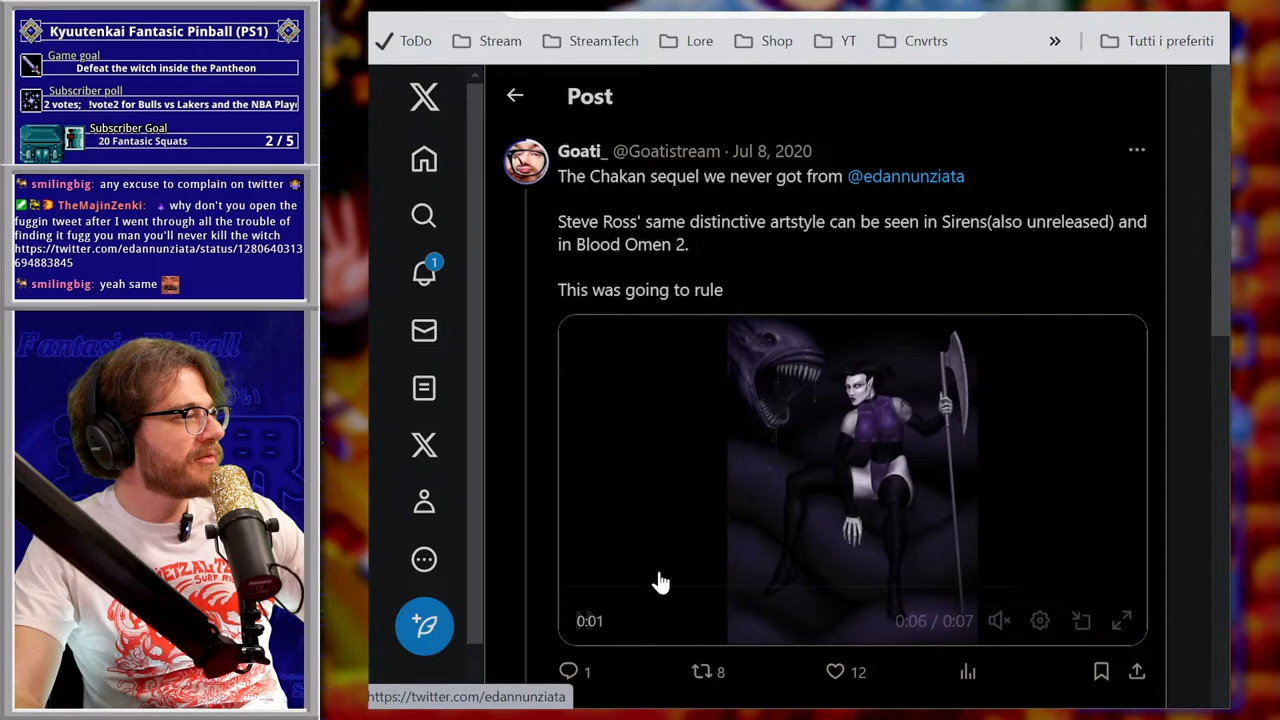 Kyuutenkai Fantasic Pinball (PS1)
Game goal
Defeat the witch inside the Pantheon
Subscriber poll
2 votes; !vote2 for Bulls vs Lakers and the NBA Play
Subscriber Goal
20 Fantasic Squats
2 / 5
smilingbig: any excuse to complain on twitter
TheMajinZenki: why don't you open the
fuggin tweet after I went through all the trouble of
finding it fugg you man you'll never kill the witch
https://twitter.com/edannunziata/status/1280640313
694883845
smilingbig: yeah same
Fantasic Pinball
ToDo
Stream
StreamTech
Lore
Shop
YT
Cnvrtrs
»
Tutti i preferiti
1
Post
Goati_ @Goatistream · Jul 8, 2020
The Chakan sequel we never got from @edannunziata
Steve Ross' same distinctive artstyle can be seen in Sirens(also unreleased) and
in Blood Omen 2.
This was going to rule
0:01
0:06 / 0:07
1
8
12
https://twitter.com/edannunziata